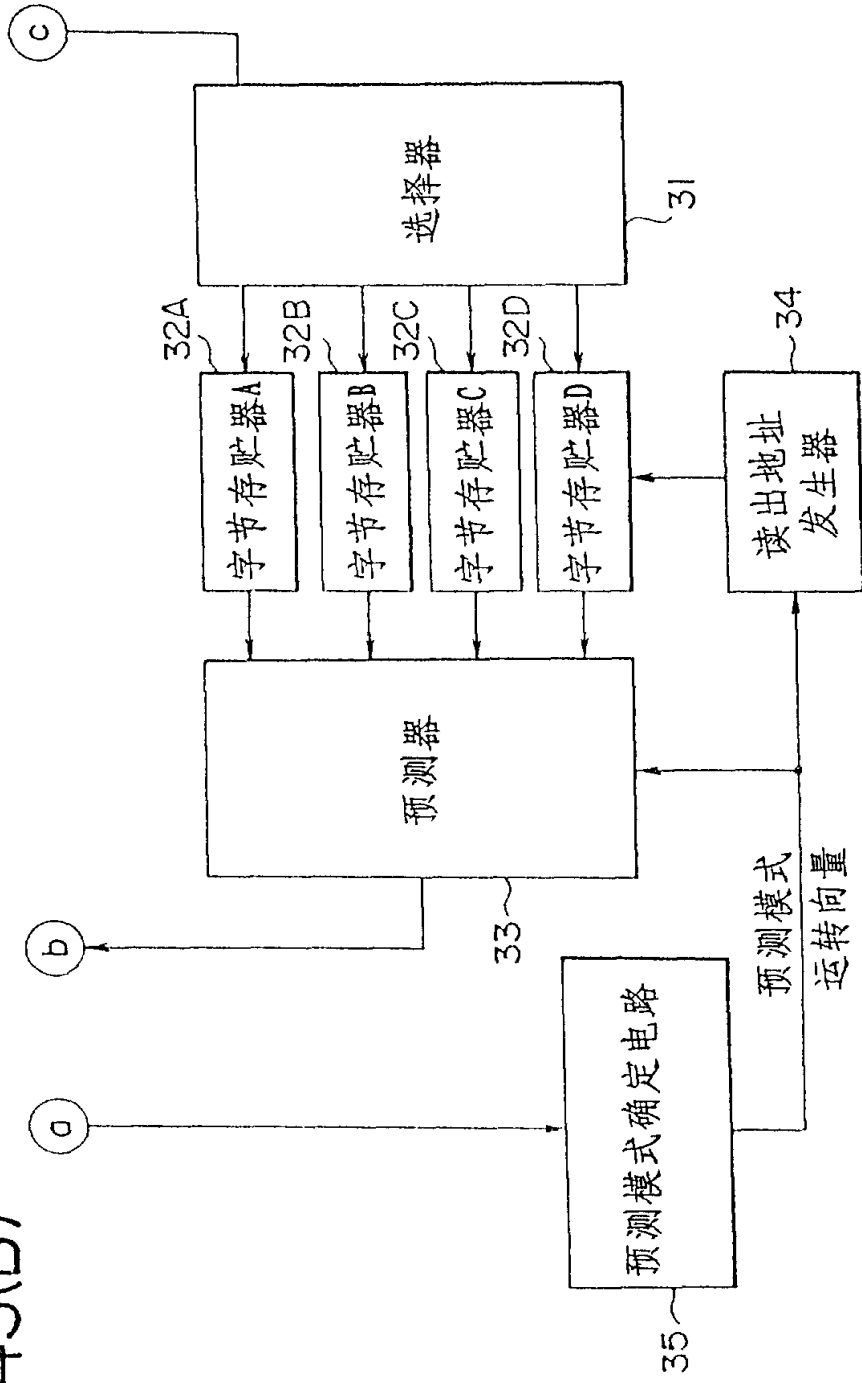 43(B)
a
b
c
预测模式确定电路
35
预测模式
运转向量
预测器
33
字节存贮器A
32A
字节存贮器B
32B
字节存贮器C
32C
字节存贮器D
32D
选择器
31
读出地址
发生器
34